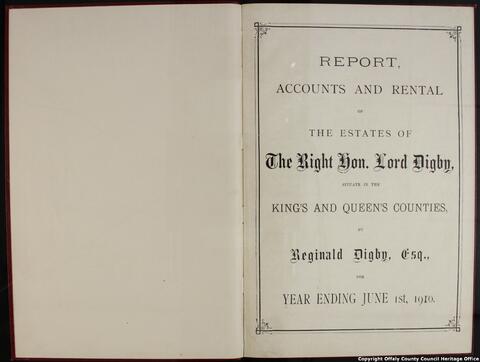 REPORT,
ACCOUNTS AND RENTAL
OF
THE ESTATES OF
The Right Hon. Lord Digby,
SITUATE IN THE
KING'S AND QUEEN'S COUNTIES,
BY
Reginald Digby, Esq.,
FOR
YEAR ENDING JUNE 1st, 1910.
Copyright Offaly County Council Heritage Office